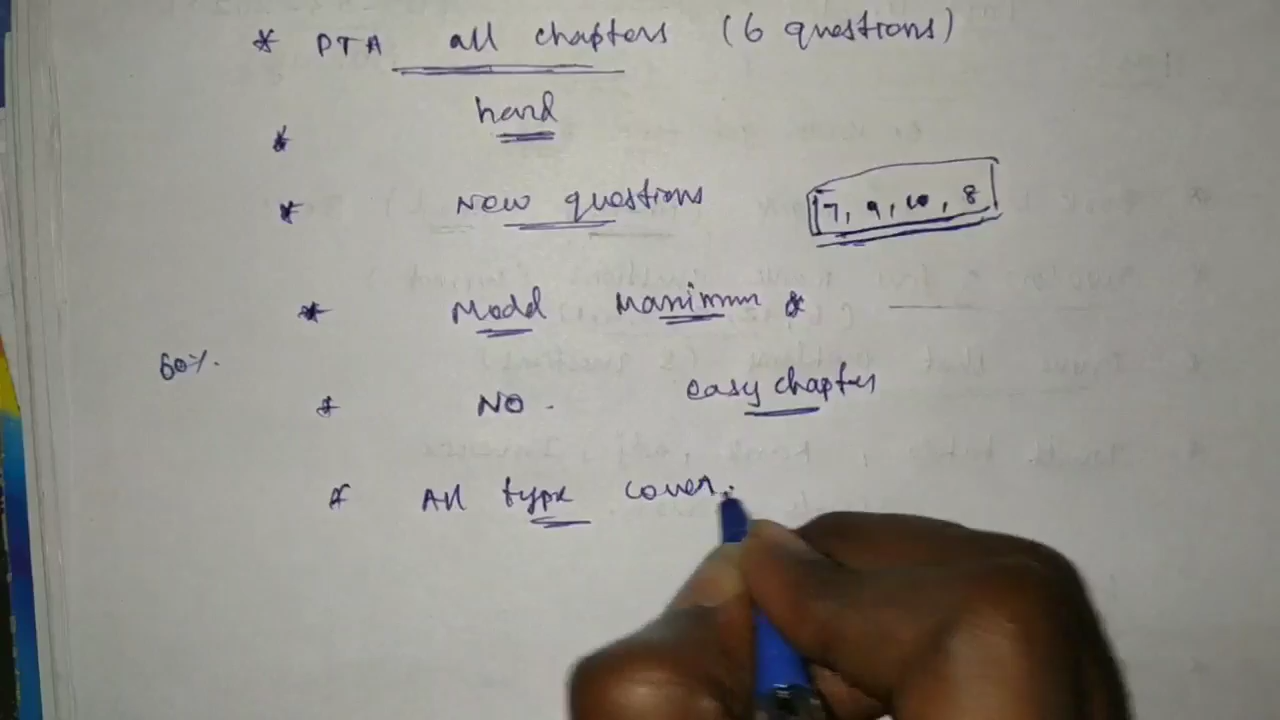 * PTA all chapters (6 questions)
* hard
* New questions 7, 9, 10, 8
* Model Maximum *
60%.
* NO. easy chapter
* All type cover.